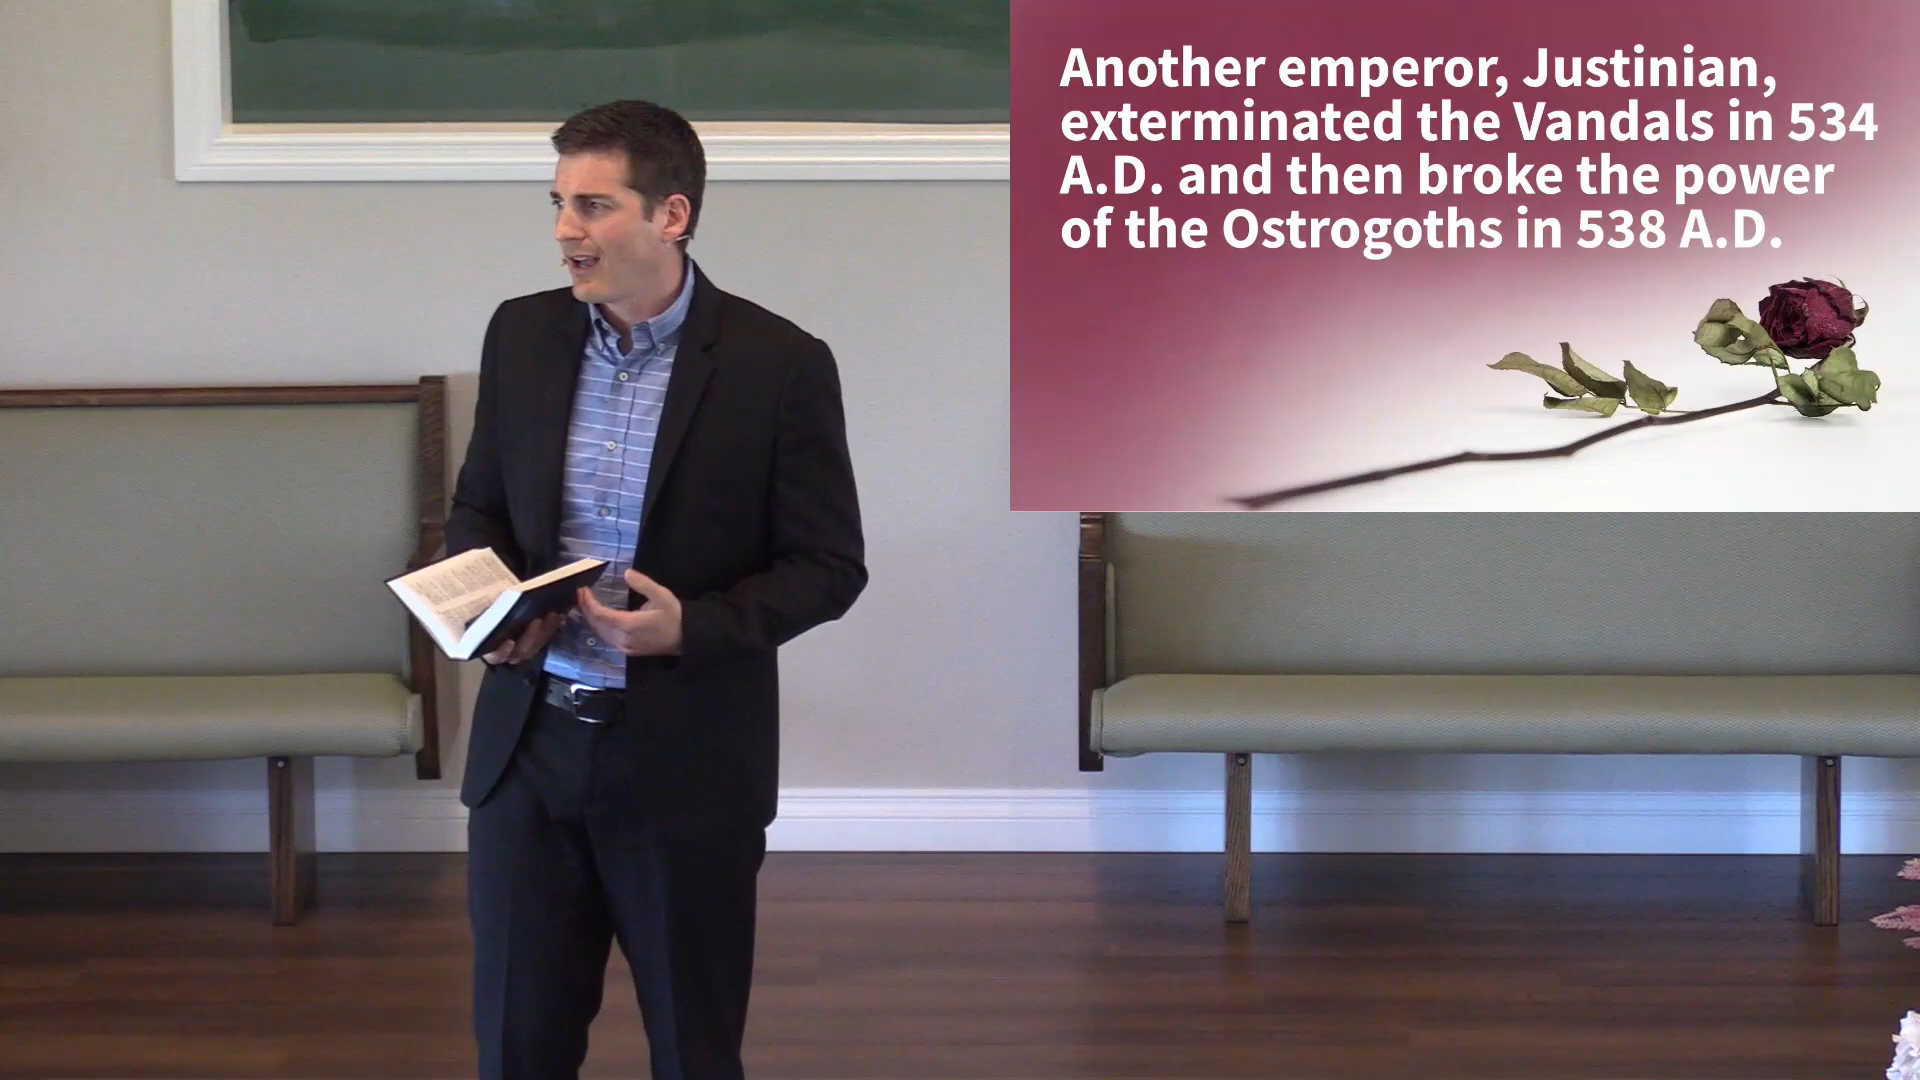 Another emperor, Justinian,
exterminated the Vandals in 534
A.D. and then broke the power
of the Ostrogoths in 538 A.D.